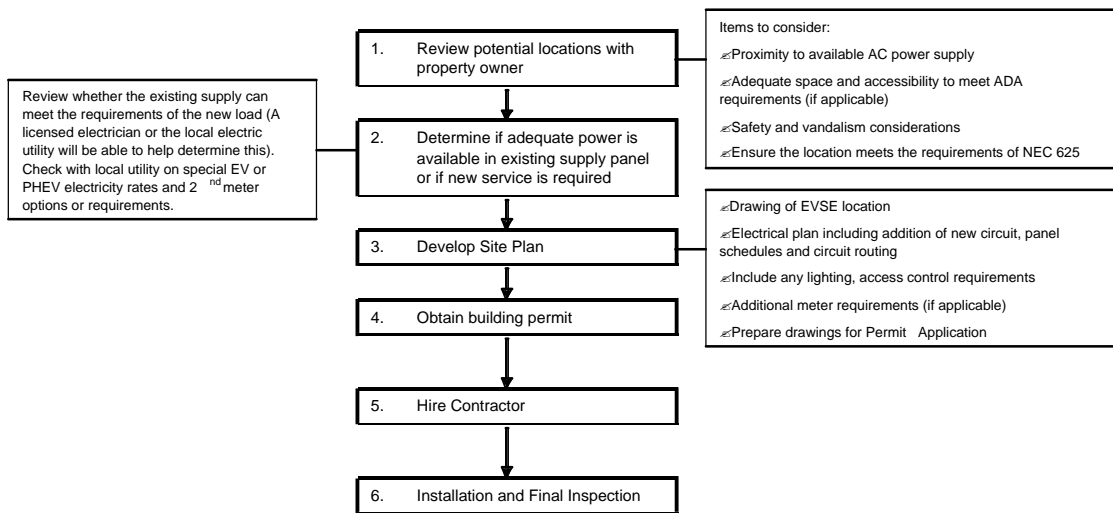 1. Review potential locations with
property owner
Items to consider:
Proximity to available AC power supply
Adequate space and accessibility to meet ADA
requirements (if applicable)
Safety and vandalism considerations
Ensure the location meets the requirements of NEC 625
Review whether the existing supply can
meet the requirements of the new load (A
licensed electrician or the local electric
utility will be able to help determine this).
Check with local utility on special EV or
PHEV electricity rates and 2 nd meter
options or requirements.
2. Determine if adequate power is
available in existing supply panel
or if new service is required
3. Develop Site Plan
Drawing of EVSE location
Electrical plan including addition of new circuit, panel
schedules and circuit routing
Include any lighting, access control requirements
Additional meter requirements (if applicable)
Prepare drawings for Permit Application
4. Obtain building permit
5. Hire Contractor
6. Installation and Final Inspection